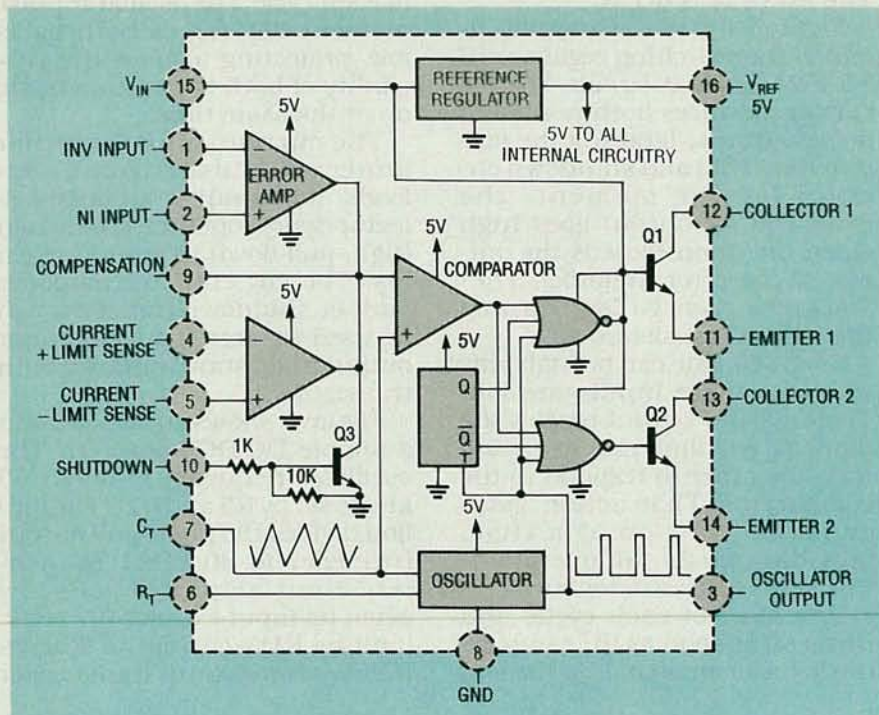 V_IN
15
INV INPUT
1
NI INPUT
2
COMPENSATION
9
CURRENT
+ LIMIT SENSE
4
CURRENT
– LIMIT SENSE
5
SHUTDOWN
10
C_T
7
R_T
6
REFERENCE
REGULATOR
5V TO ALL
INTERNAL CIRCUITRY
16
V_REF
5V
5V
ERROR
AMP
–
+
5V
COMPARATOR
–
+
5V
–
+
1K
10K
Q3
5V
Q
Q̅
T
Q1
12
COLLECTOR 1
11
EMITTER 1
13
COLLECTOR 2
Q2
14
EMITTER 2
5V
OSCILLATOR
3
OSCILLATOR
OUTPUT
8
GND